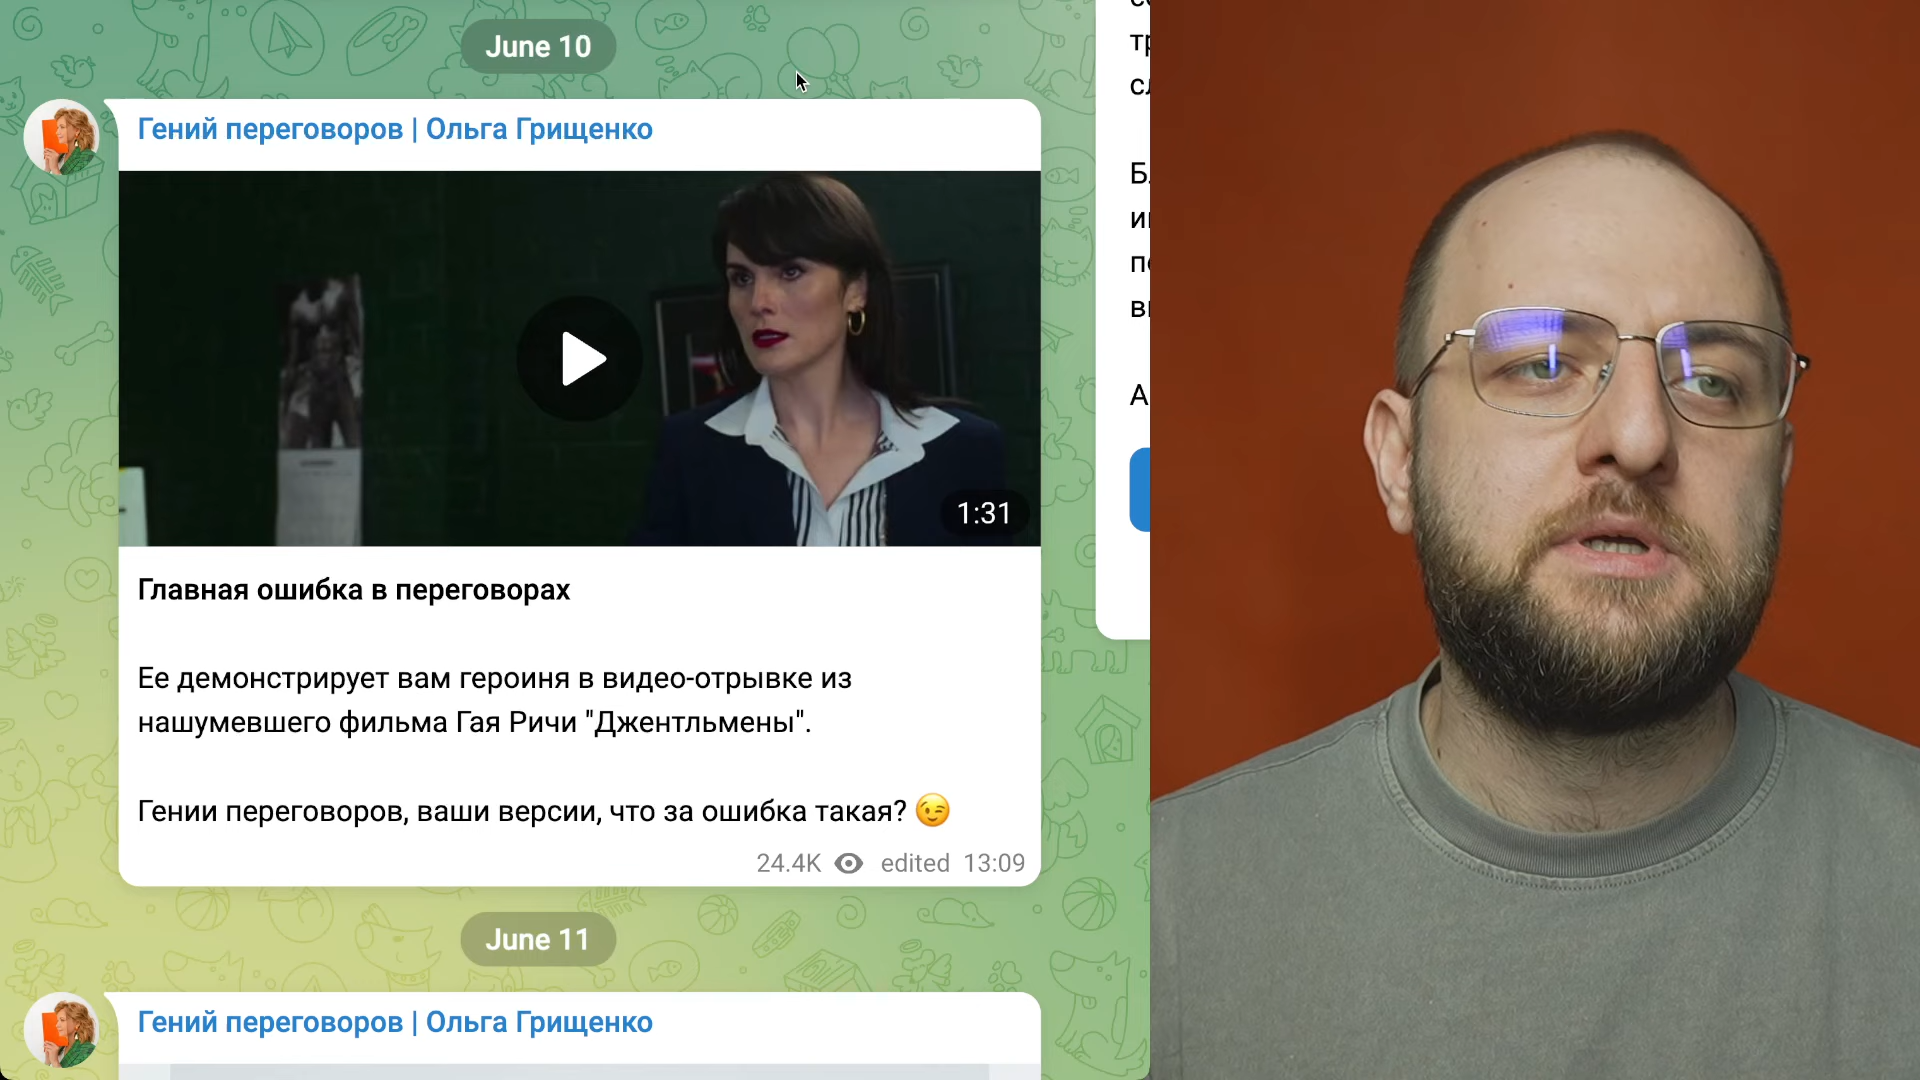 June 10
Гений переговоров | Ольга Грищенко
1:31
Главная ошибка в переговорах
Ее демонстрирует вам героиня в видео-отрывке из
нашумевшего фильма Гая Ричи "Джентльмены".
Гении переговоров, ваши версии, что за ошибка такая? 😉
24.4K edited 13:09
June 11
Гений переговоров | Ольга Грищенко